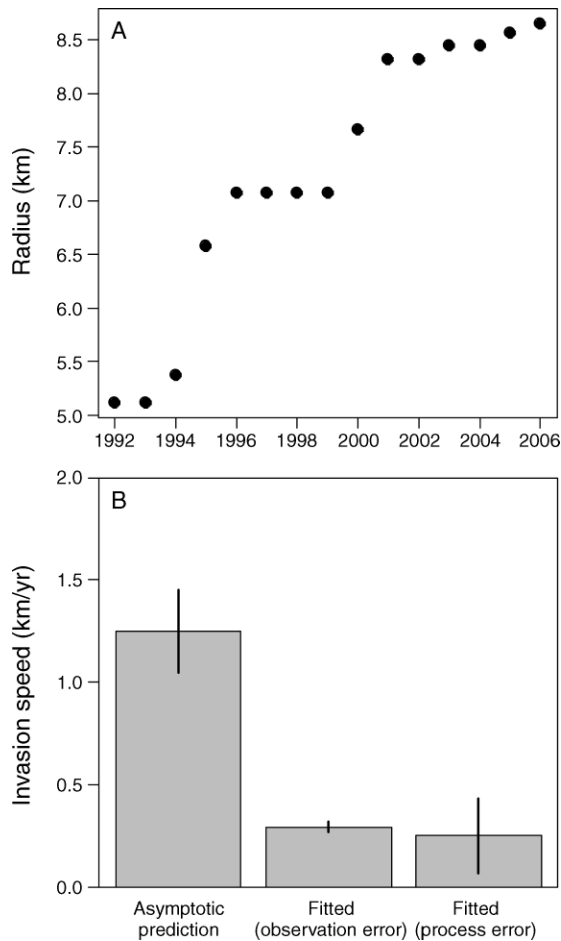 A
8.5
8.0
7.5
7.0
6.5
6.0
5.5
5.0
Radius (km)
1992 1994 1996 1998 2000 2002 2004 2006
B
2.0
1.5
1.0
0.5
0.0
Invasion speed (km/yr)
Asymptotic
prediction
Fitted
(observation error)
Fitted
(process error)